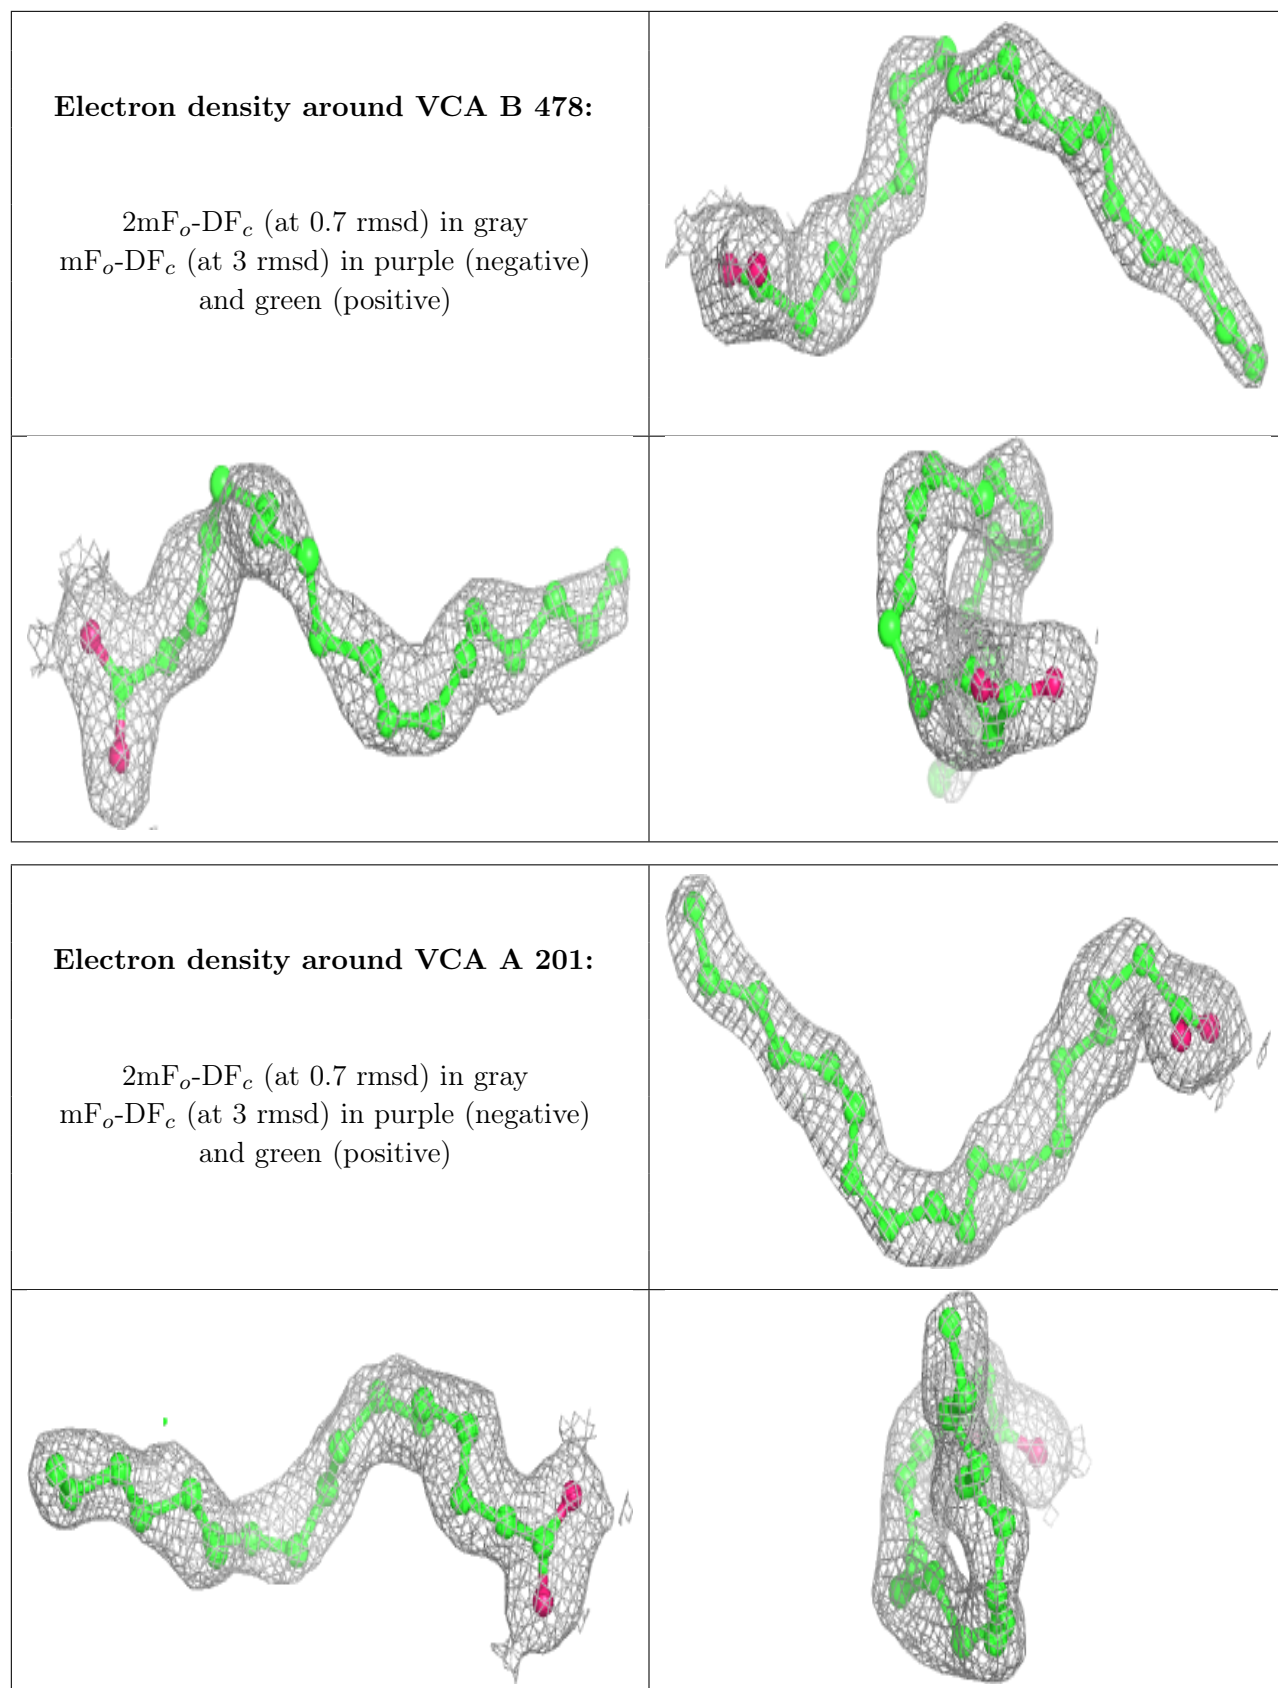 Electron density around VCA B 478:
2mFo-DFc (at 0.7 rmsd) in gray
mFo-DFc (at 3 rmsd) in purple (negative)
and green (positive)
Electron density around VCA A 201:
2mFo-DFc (at 0.7 rmsd) in gray
mFo-DFc (at 3 rmsd) in purple (negative)
and green (positive)